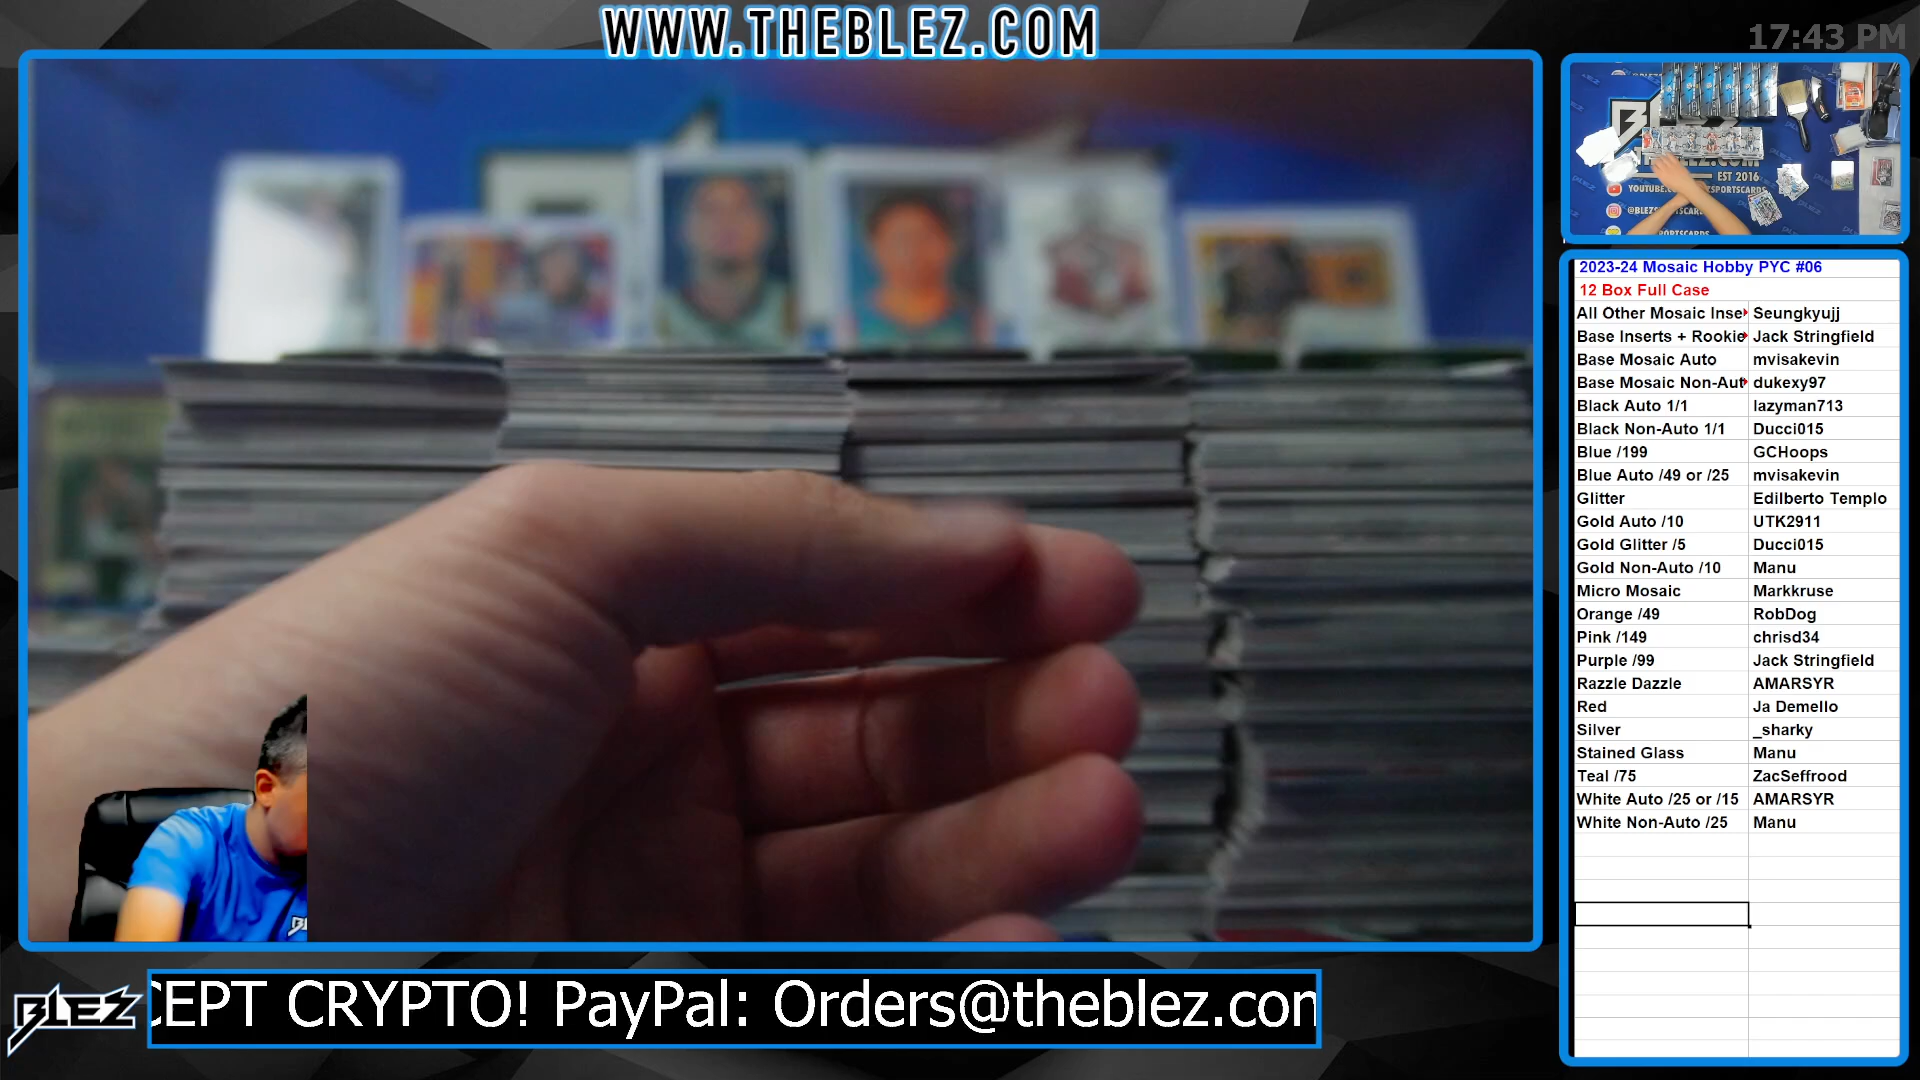 WWW.THEBLEZ.COM
17:43 PM
EST 2016
2023-24 Mosaic Hobby PYC #06
12 Box Full Case
All Other Mosaic Inse Seungkyujj
Base Inserts + Rookie Jack Stringfield
Base Mosaic Auto mvisakevin
Base Mosaic Non-Aut dukexy97
Black Auto 1/1 lazyman713
Black Non-Auto 1/1 Ducci015
Blue /199 GCHoops
Blue Auto /49 or /25 mvisakevin
Glitter Edilberto Templo
Gold Auto /10 UTK2911
Gold Glitter /5 Ducci015
Gold Non-Auto /10 Manu
Micro Mosaic Markkruse
Orange /49 RobDog
Pink /149 chrisd34
Purple /99 Jack Stringfield
Razzle Dazzle AMARSYR
Red Ja Demello
Silver _sharky
Stained Glass Manu
Teal /75 ZacSeffrood
White Auto /25 or /15 AMARSYR
White Non-Auto /25 Manu
BLEZ
CEPT CRYPTO! PayPal: Orders@theblez.com